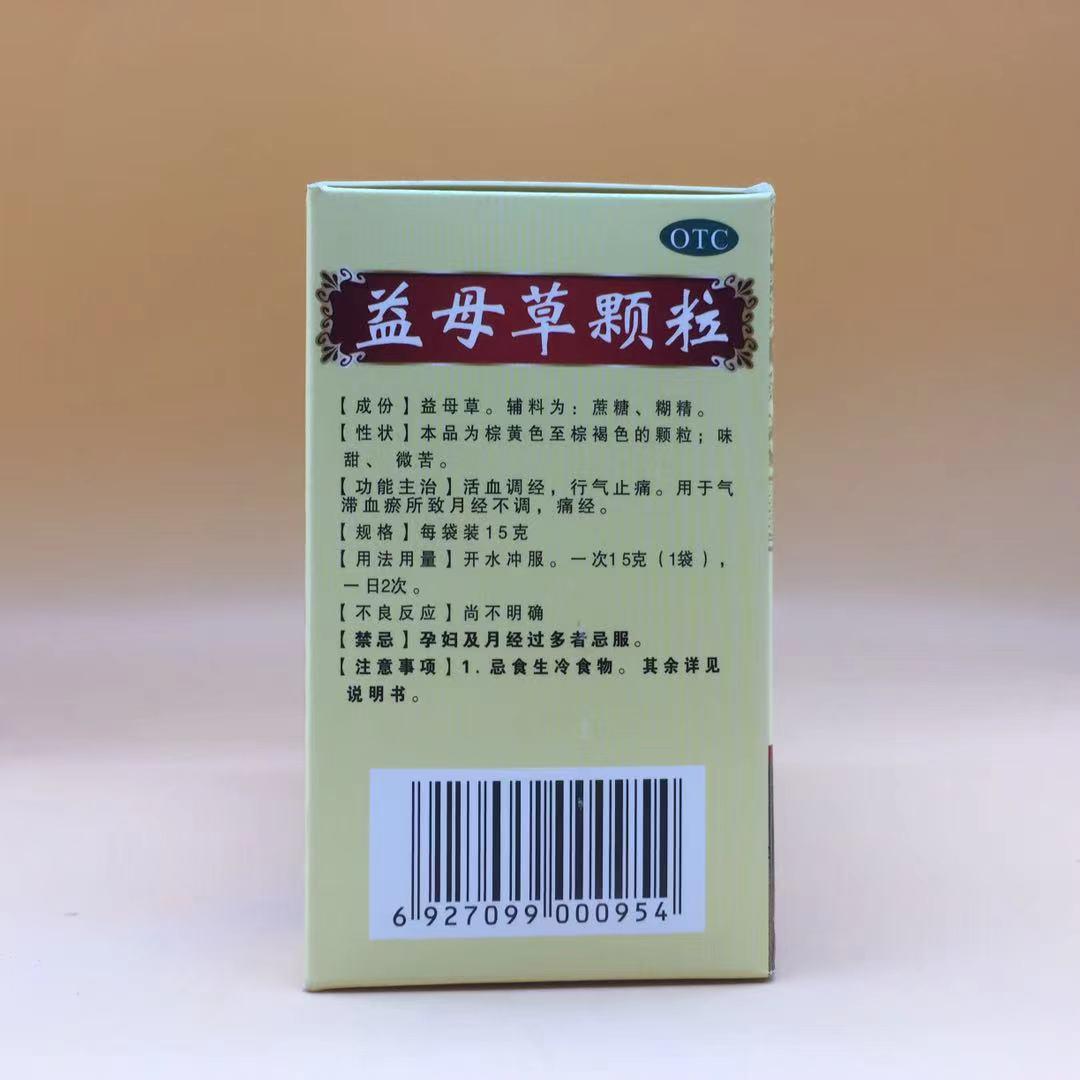 OTC
益母草颗粒
【成份】益母草。辅料为:蔗糖、糊精。
【性状】本品为棕黄色至棕褐色的颗粒;味
甜、微苦。
【功能主治】活血调经,行气止痛。用于气
滞血瘀所致月经不调,痛经。
【规格】每袋装15克
【用法用量】开水冲服。一次15克(1袋),
一日2次。
【不良反应】尚不明确
【禁忌】孕妇及月经过多者忌服。
【注意事项】1.忌食生冷食物。其余详见
说明书。
6 927099 000954